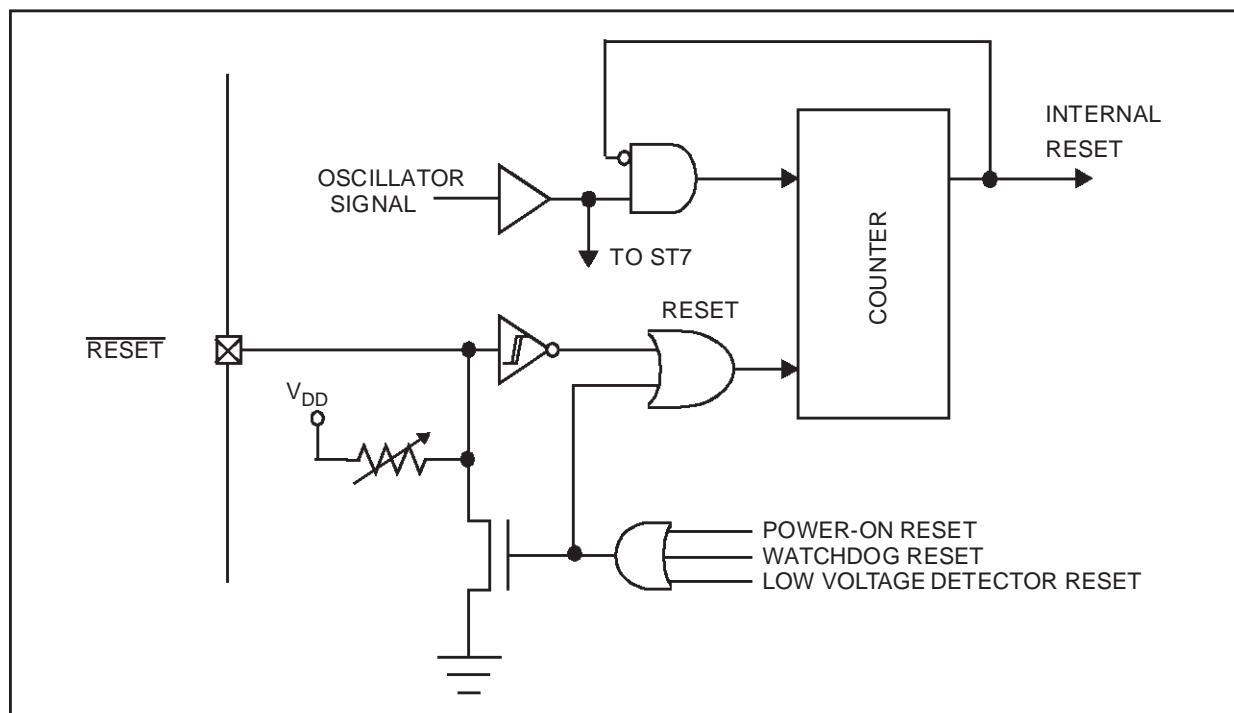 INTERNAL
RESET
OSCILLATOR
SIGNAL
TO ST7
COUNTER
RESET
RESET
VDD
POWER-ON RESET
WATCHDOG RESET
LOW VOLTAGE DETECTOR RESET